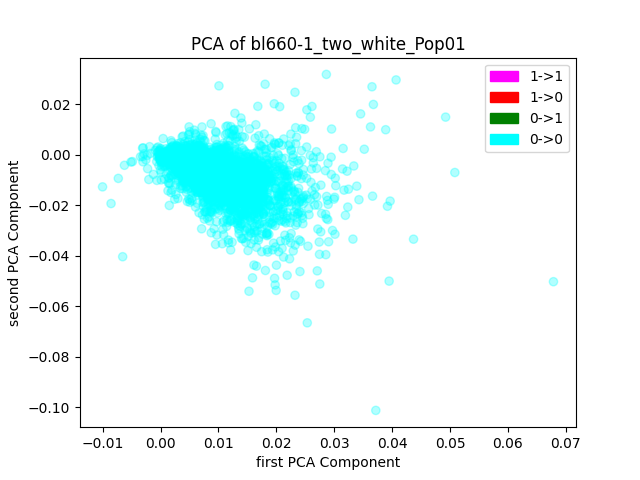 PCA of bl660-1_two_white_Pop01
1->1
1->0
0->1
0->0
second PCA Component
0.02
0.00
−0.02
−0.04
−0.06
−0.08
−0.10
−0.01 0.00 0.01 0.02 0.03 0.04 0.05 0.06 0.07
first PCA Component